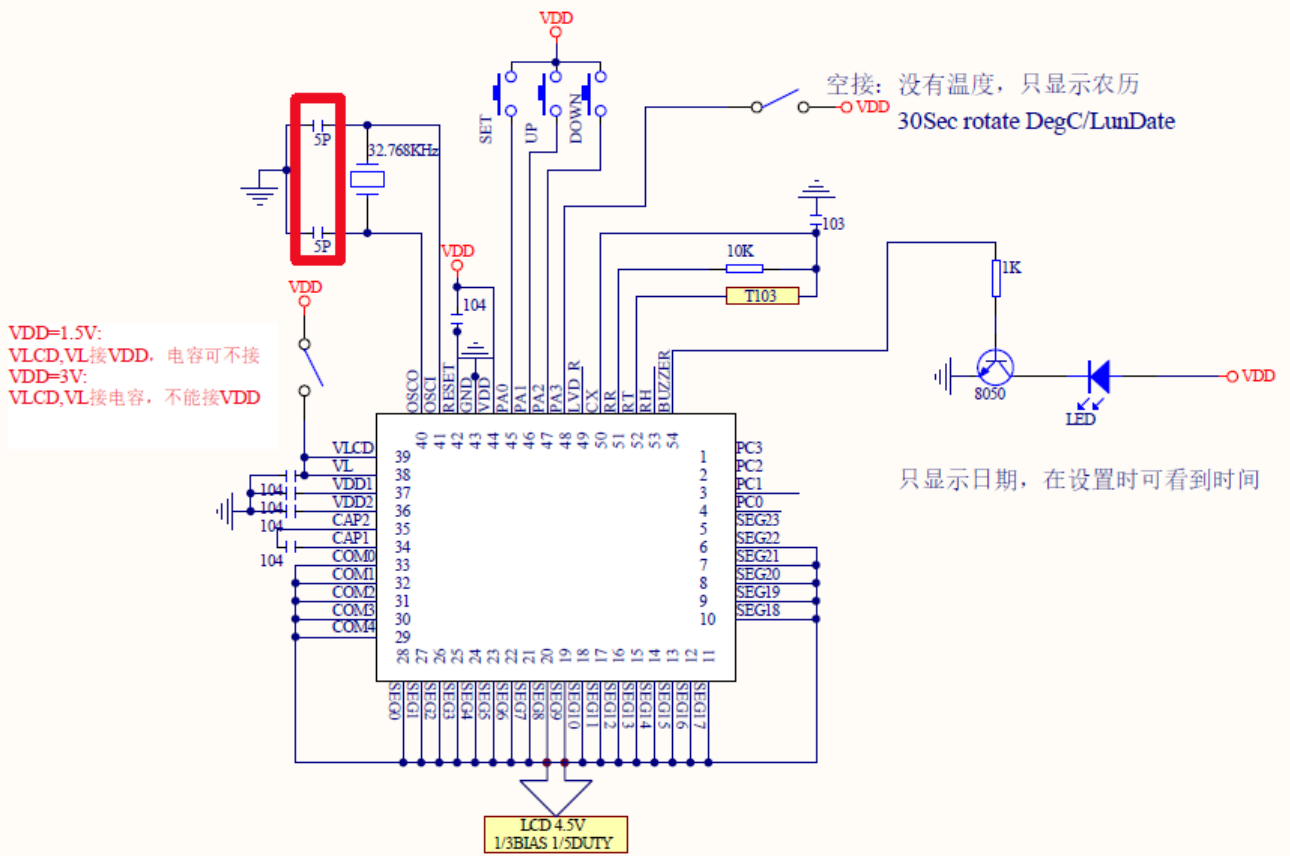 VDD
空接：没有温度，只显示农历
VDD
30Sec rotate DegC/LunDate
SET
UP
DOWN
5P
32.768KHz
5P
103
VDD
10K
1K
T103
104
VDD
VDD=1.5V:
VLCD,VL接VDD，电容可不接
VDD=3V:
VLCD,VL接电容，不能接VDD
8050
LED
VDD
OSCO
OSCI
RESET
GND
VDD
PA0
PA1
PA2
PA3
LVD_R
CX
RR
RT
RH
BUZZER
40 41 42 43 44 45 46 47 48 49 50 51 52 53 54
VLCD 39
VL 38
VDD1 37
VDD2 36
CAP2 35
CAP1 34
COM0 33
COM1 32
COM2 31
COM3 30
COM4 29
104
104
104
104
1 PC3
2 PC2
3 PC1
4 PC0
5 SEG23
6 SEG22
7 SEG21
8 SEG20
9 SEG19
10 SEG18
只显示日期，在设置时可看到时间
28 27 26 25 24 23 22 21 20 19 18 17 16 15 14 13 12 11
SEG0
SEG1
SEG2
SEG3
SEG4
SEG5
SEG6
SEG7
SEG8
SEG9
SEG10
SEG11
SEG12
SEG13
SEG14
SEG15
SEG16
SEG17
LCD 4.5V
1/3BIAS 1/5DUTY